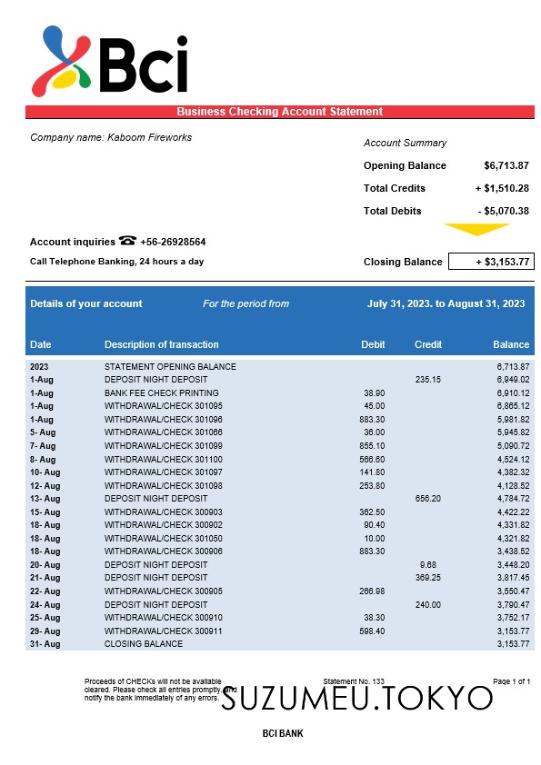 Bci
Business Checking Account Statement
Company name: Kaboom Fireworks
Account Summary
Opening Balance $6,713.87
Total Credits + $1,510.28
Total Debits - $5,070.38
Account inquiries ☎ +56-26928564
Call Telephone Banking, 24 hours a day
Closing Balance + $3,153.77
Details of your account For the period from July 31, 2023. to August 31, 2023
Date Description of transaction Debit Credit Balance
2023 STATEMENT OPENING BALANCE 6,713.87
1-Aug DEPOSIT NIGHT DEPOSIT 235.15 6,949.02
1-Aug BANK FEE CHECK PRINTING 38.90 6,910.12
1-Aug WITHDRAWAL/CHECK 301095 45.00 6,865.12
1-Aug WITHDRAWAL/CHECK 301096 883.30 5,981.82
5- Aug WITHDRAWAL/CHECK 301066 36.00 5,945.82
7- Aug WITHDRAWAL/CHECK 301099 855.10 5,090.72
8- Aug WITHDRAWAL/CHECK 301100 566.60 4,524.12
10- Aug WITHDRAWAL/CHECK 301097 141.80 4,382.32
12- Aug WITHDRAWAL/CHECK 301098 253.80 4,128.52
13- Aug DEPOSIT NIGHT DEPOSIT 656.20 4,784.72
15- Aug WITHDRAWAL/CHECK 300903 362.50 4,422.22
18- Aug WITHDRAWAL/CHECK 300902 90.40 4,331.82
18- Aug WITHDRAWAL/CHECK 301050 10.00 4,321.82
18- Aug WITHDRAWAL/CHECK 300906 883.30 3,438.52
20- Aug DEPOSIT NIGHT DEPOSIT 9.68 3,448.20
21- Aug DEPOSIT NIGHT DEPOSIT 369.25 3,817.45
22- Aug WITHDRAWAL/CHECK 300905 266.98 3,550.47
24- Aug DEPOSIT NIGHT DEPOSIT 240.00 3,790.47
25- Aug WITHDRAWAL/CHECK 300910 38.30 3,752.17
29- Aug WITHDRAWAL/CHECK 300911 598.40 3,153.77
31- Aug CLOSING BALANCE 3,153.77
Proceeds of CHECKs will not be available Statement No. 133 Page 1 of 1
cleared. Please check all entries promptly, and
notify the bank immediately of any errors.
SUZUMEU.TOKYO
BCI BANK